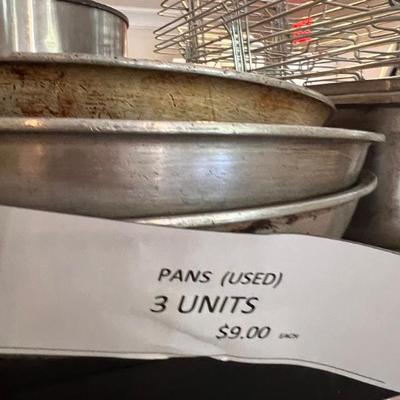 PANS (USED)
3 UNITS
$9.00 EACH